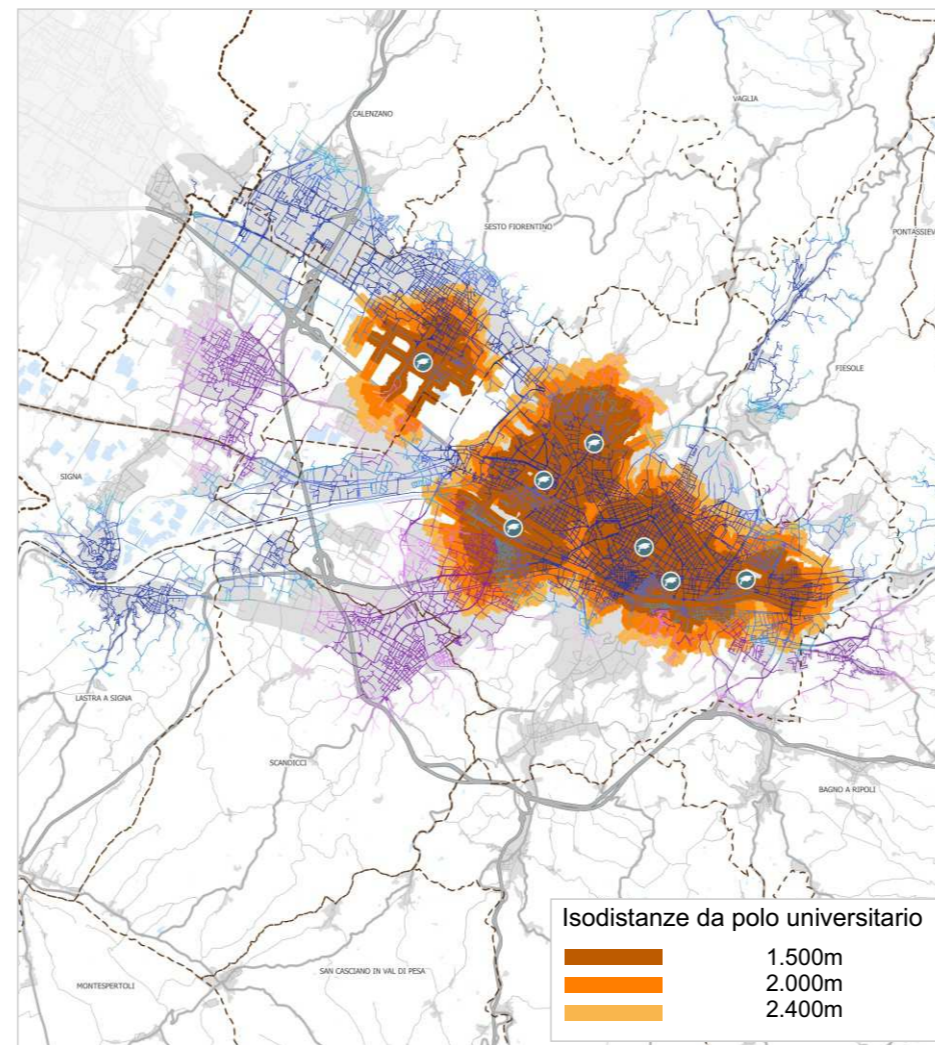 CALENZANO
VAGLIA
SESTO FIORENTINO
FIESOLE
SIGNA
LASTRA A SIGNA
SCANDICCI
BAGNO A RIPOLI
SAN CASCIANO IN VAL DI PESA
MONTESPERTOLI
Isodistanze da polo universitario
1.500m
2.000m
2.400m